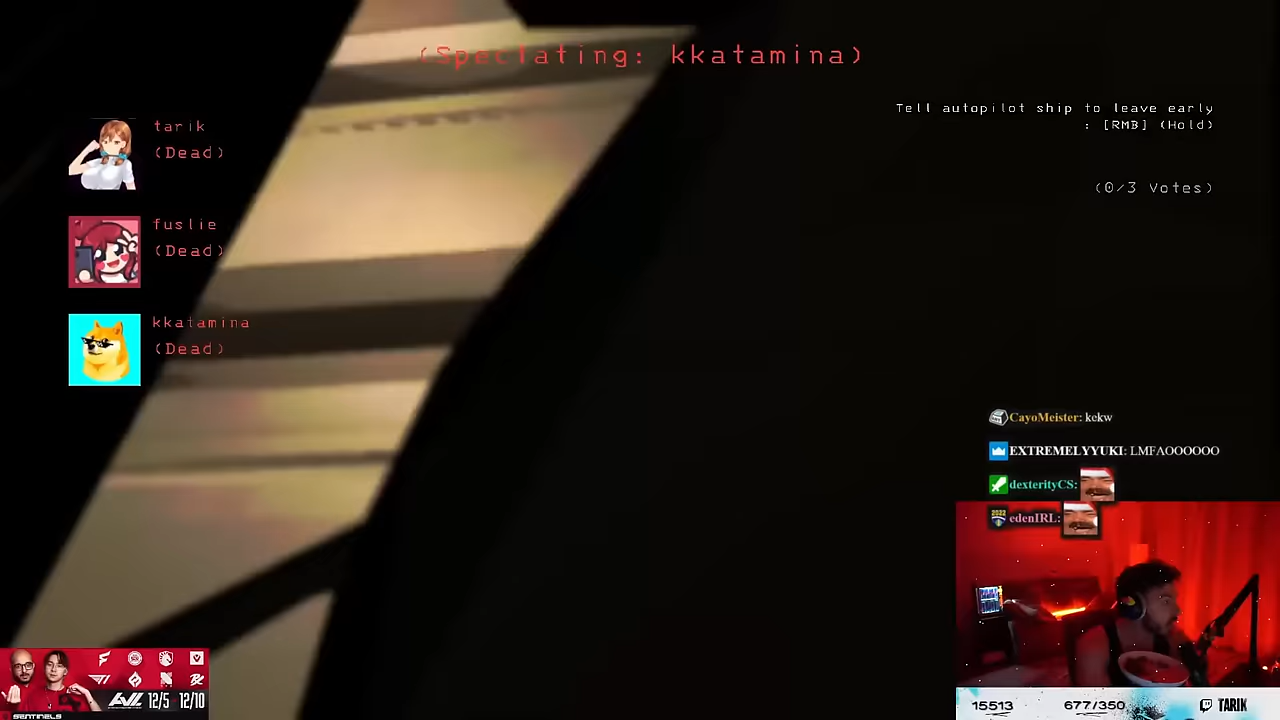 (Spectating: kkatamina)
Tell autopilot ship to leave early
: [RMB] (Hold)
(0/3 Votes)
tarik
(Dead)
fuslie
(Dead)
kkatamina
(Dead)
CayoMeister: kekw
EXTREMELYYUKI: LMFAOOOOOO
dexterityCS:
edenIRL:
12/5 12/10
SENTINELS
15513
677/350
TARIK